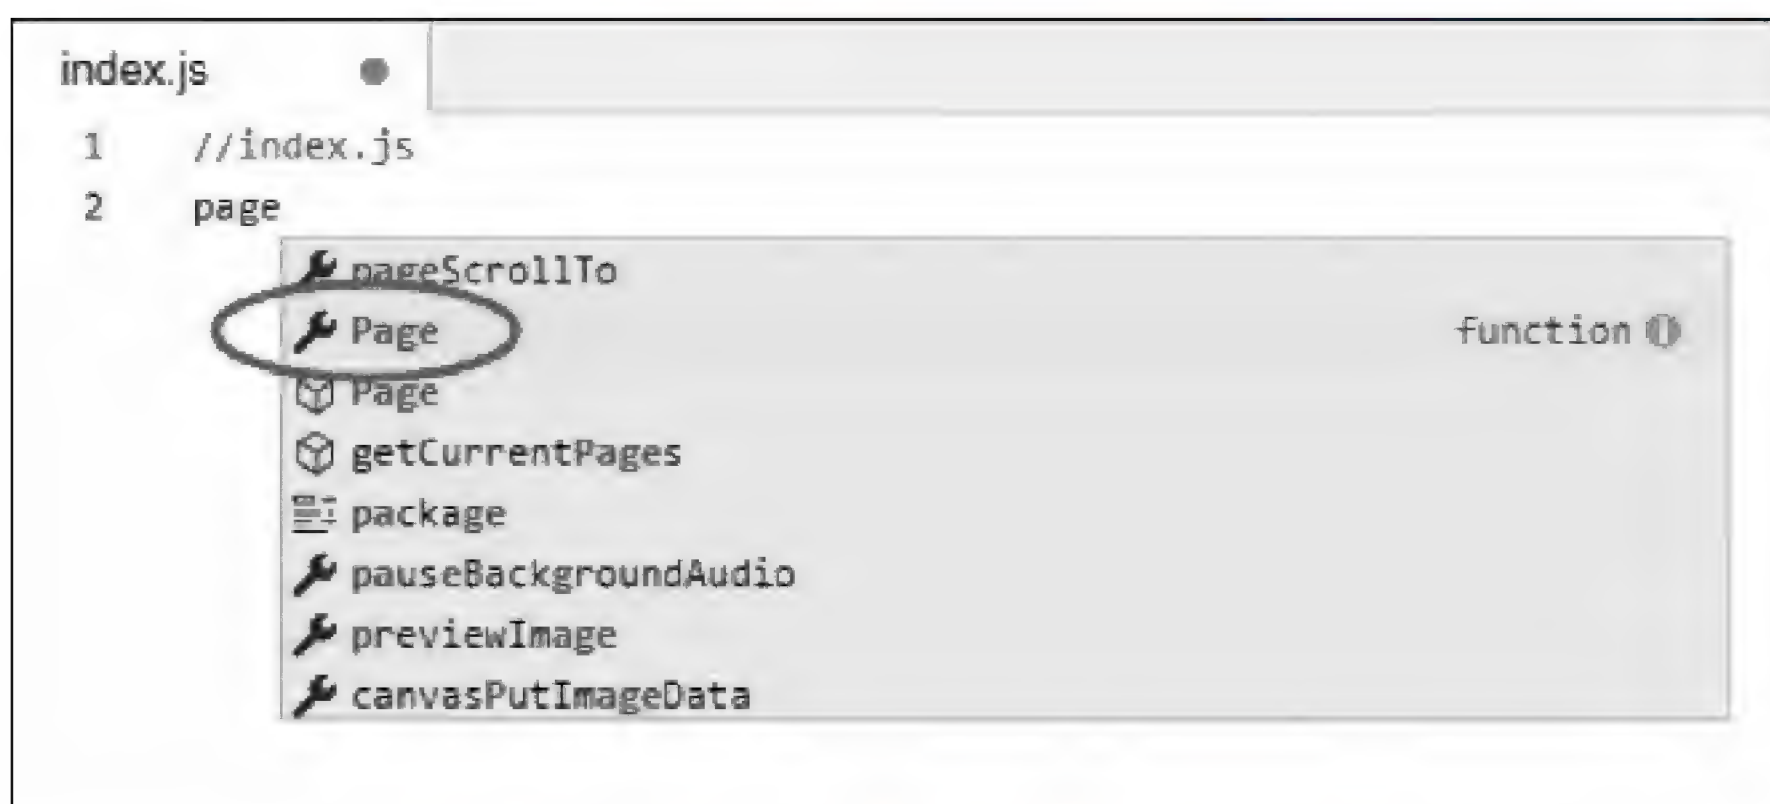 index.js
1 //index.js
2 page
pageScrollTo
Page function
Page
getCurrentPages
package
pauseBackgroundAudio
previewImage
canvasPutImageData